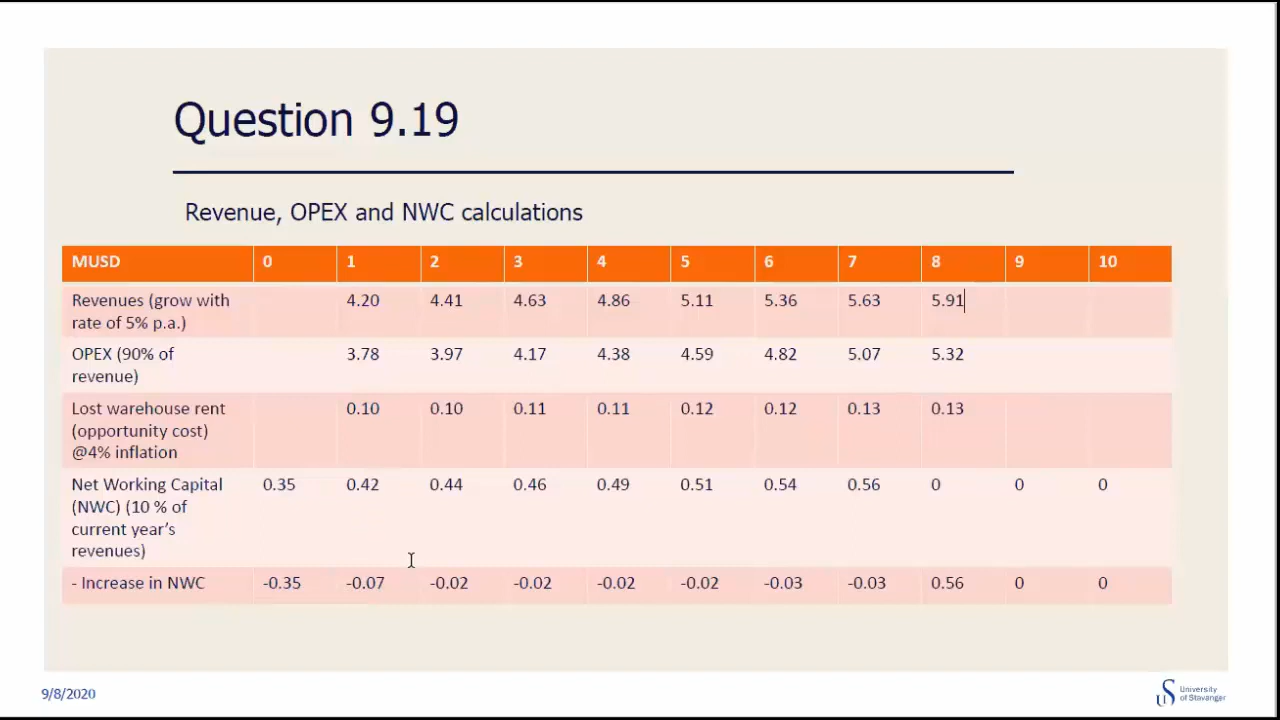 Question 9.19
Revenue, OPEX and NWC calculations
MUSD 0 1 2 3 4 5 6 7 8 9 10
Revenues (grow with rate of 5% p.a.) 4.20 4.41 4.63 4.86 5.11 5.36 5.63 5.91
OPEX (90% of revenue) 3.78 3.97 4.17 4.38 4.59 4.82 5.07 5.32
Lost warehouse rent (opportunity cost) @4% inflation 0.10 0.10 0.11 0.11 0.12 0.12 0.13 0.13
Net Working Capital (NWC) (10 % of current year's revenues) 0.35 0.42 0.44 0.46 0.49 0.51 0.54 0.56 0 0 0
- Increase in NWC -0.35 -0.07 -0.02 -0.02 -0.02 -0.02 -0.03 -0.03 0.56 0 0
9/8/2020
University
of Stavanger